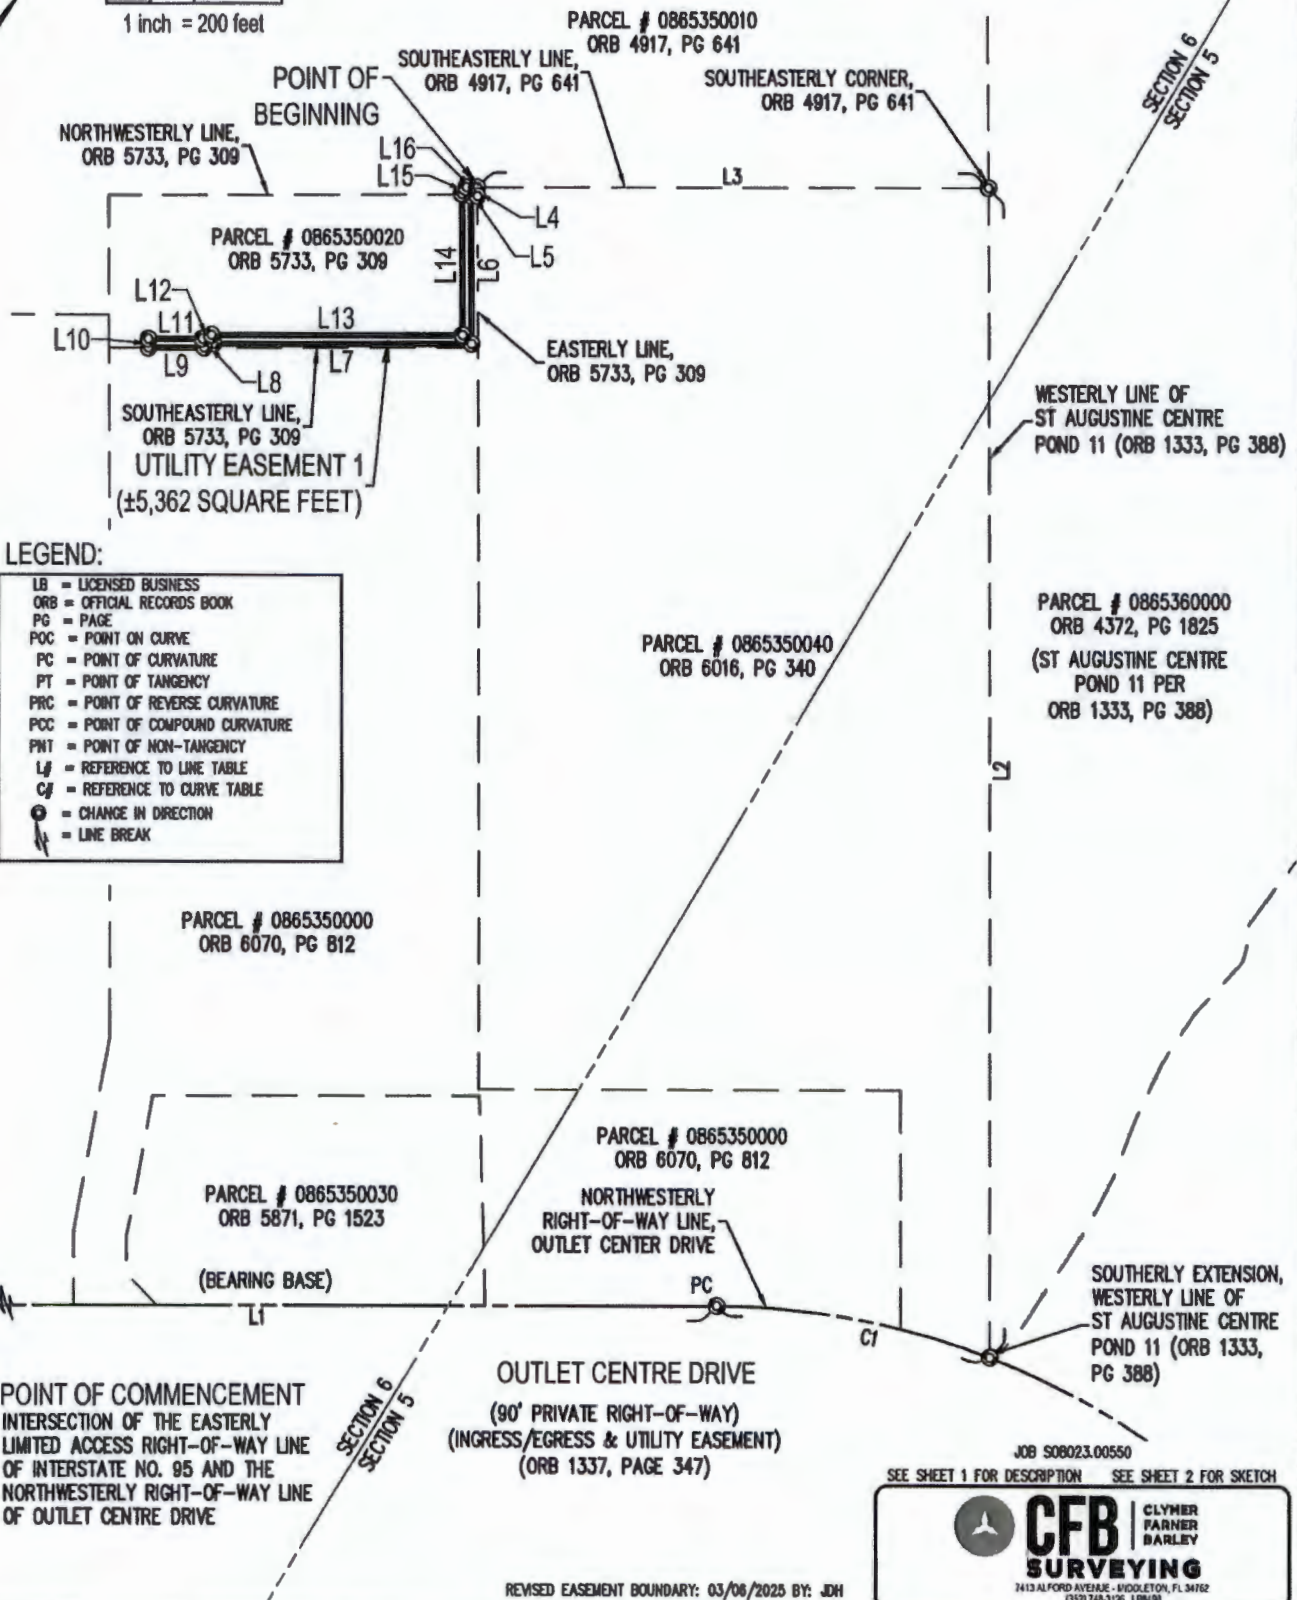 1 inch = 200 feet
PARCEL # 0865350010
ORB 4917, PG 641
SOUTHEASTERLY LINE,
ORB 4917, PG 641
SOUTHEASTERLY CORNER,
ORB 4917, PG 641
SECTION 6
SECTION 5
POINT OF
BEGINNING
NORTHWESTERLY LINE,
ORB 5733, PG 309
L16
L15
L3
L4
L5
PARCEL # 0865350020
ORB 5733, PG 309
L14
L6
L12
L11
L13
L10
L9
L8
L7
EASTERLY LINE,
ORB 5733, PG 309
SOUTHEASTERLY LINE,
ORB 5733, PG 309
UTILITY EASEMENT 1
(±5,362 SQUARE FEET)
WESTERLY LINE OF
ST AUGUSTINE CENTRE
POND 11 (ORB 1333, PG 388)
LEGEND:
LB = LICENSED BUSINESS
ORB = OFFICIAL RECORDS BOOK
PG = PAGE
POC = POINT ON CURVE
PC = POINT OF CURVATURE
PT = POINT OF TANGENCY
PRC = POINT OF REVERSE CURVATURE
PCC = POINT OF COMPOUND CURVATURE
PNT = POINT OF NON-TANGENCY
L# = REFERENCE TO LINE TABLE
C# = REFERENCE TO CURVE TABLE
= CHANGE IN DIRECTION
= LINE BREAK
PARCEL # 0865350040
ORB 6016, PG 340
PARCEL # 0865360000
ORB 4372, PG 1825
(ST AUGUSTINE CENTRE
POND 11 PER
ORB 1333, PG 388)
L2
PARCEL # 0865350000
ORB 6070, PG 812
PARCEL # 0865350000
ORB 6070, PG 812
PARCEL # 0865350030
ORB 5871, PG 1523
NORTHWESTERLY
RIGHT-OF-WAY LINE,
OUTLET CENTER DRIVE
(BEARING BASE)
L1
PC
C1
SOUTHERLY EXTENSION,
WESTERLY LINE OF
ST AUGUSTINE CENTRE
POND 11 (ORB 1333,
PG 388)
POINT OF COMMENCEMENT
INTERSECTION OF THE EASTERLY
LIMITED ACCESS RIGHT-OF-WAY LINE
OF INTERSTATE NO. 95 AND THE
NORTHWESTERLY RIGHT-OF-WAY LINE
OF OUTLET CENTRE DRIVE
SECTION 6
SECTION 5
OUTLET CENTRE DRIVE
(90' PRIVATE RIGHT-OF-WAY)
(INGRESS/EGRESS & UTILITY EASEMENT)
(ORB 1337, PAGE 347)
JOB S08023.00550
SEE SHEET 1 FOR DESCRIPTION SEE SHEET 2 FOR SKETCH
CFB
CLYMER
FARNER
BARLEY
SURVEYING
7413 ALFORD AVENUE - MIDDLETON, FL 34762
REVISED EASEMENT BOUNDARY: 03/06/2025 BY: JDH